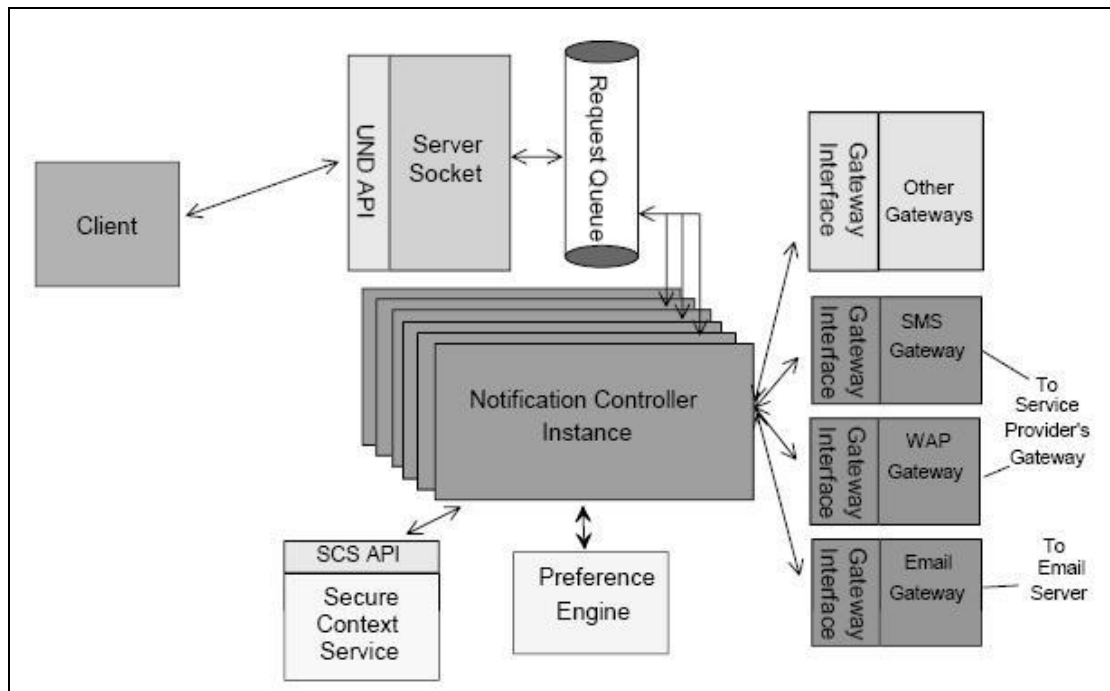 Client
UND API
Server
Socket
Request Queue
Gateway
Interface
Other
Gateways
Gateway
Interface
SMS
Gateway
To
Service
Provider's
Gateway
Gateway
Interface
WAP
Gateway
Gateway
Interface
Email
Gateway
To
Email
Server
Notification Controller
Instance
SCS API
Secure
Context
Service
Preference
Engine